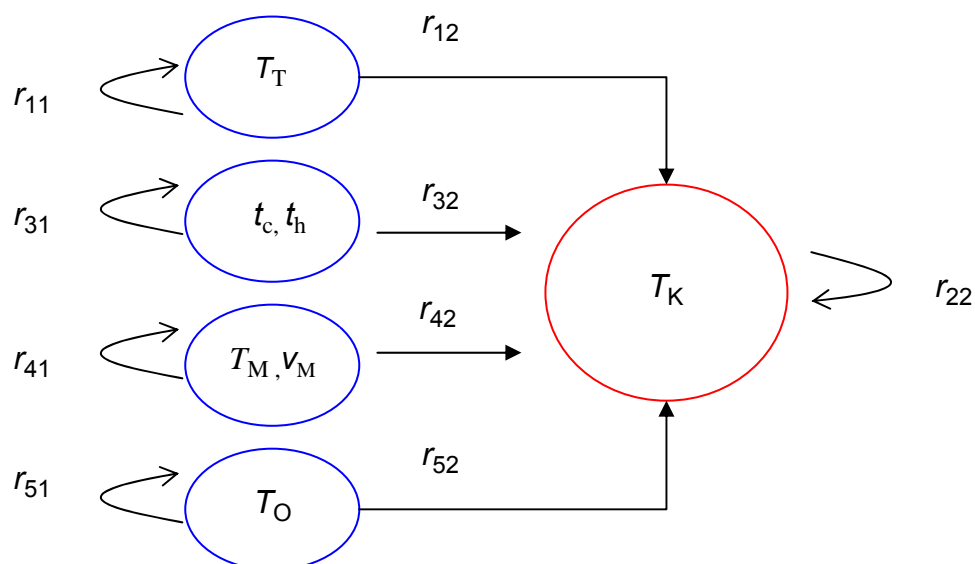 r12
TT
r11
r31
tc, th
r32
TK
r22
r41
TM ,vM
r42
r51
TO
r52